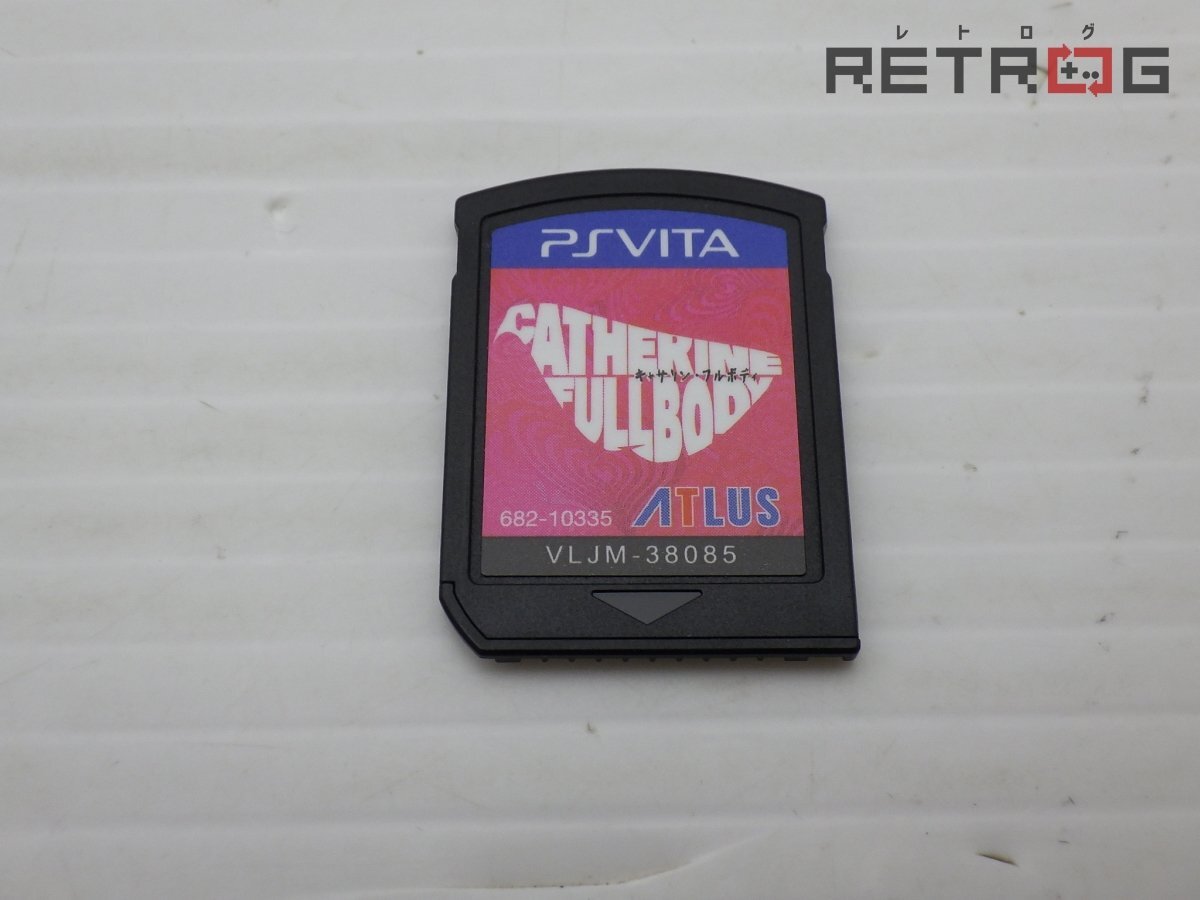 レトログ
RETROG
PSVITA
CATHERINE
キャサリン・フルボディ
FULLBODY
682-10335 ATLUS
VLJM-38085